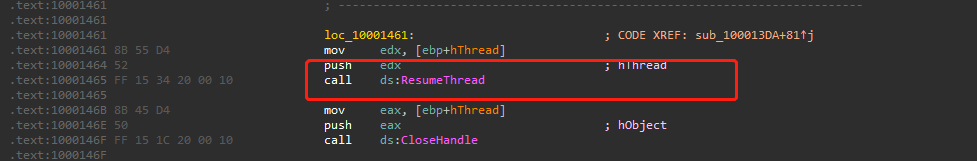 .text:10001461 ; ---------------------------------------------------------------------------
.text:10001461
.text:10001461 loc_10001461: ; CODE XREF: sub_100013DA+81↑j
.text:10001461 8B 55 D4 mov edx, [ebp+hThread]
.text:10001464 52 push edx ; hThread
.text:10001465 FF 15 34 20 00 10 call ds:ResumeThread
.text:10001465
.text:1000146B 8B 45 D4 mov eax, [ebp+hThread]
.text:1000146E 50 push eax ; hObject
.text:1000146F FF 15 1C 20 00 10 call ds:CloseHandle
.text:1000146F